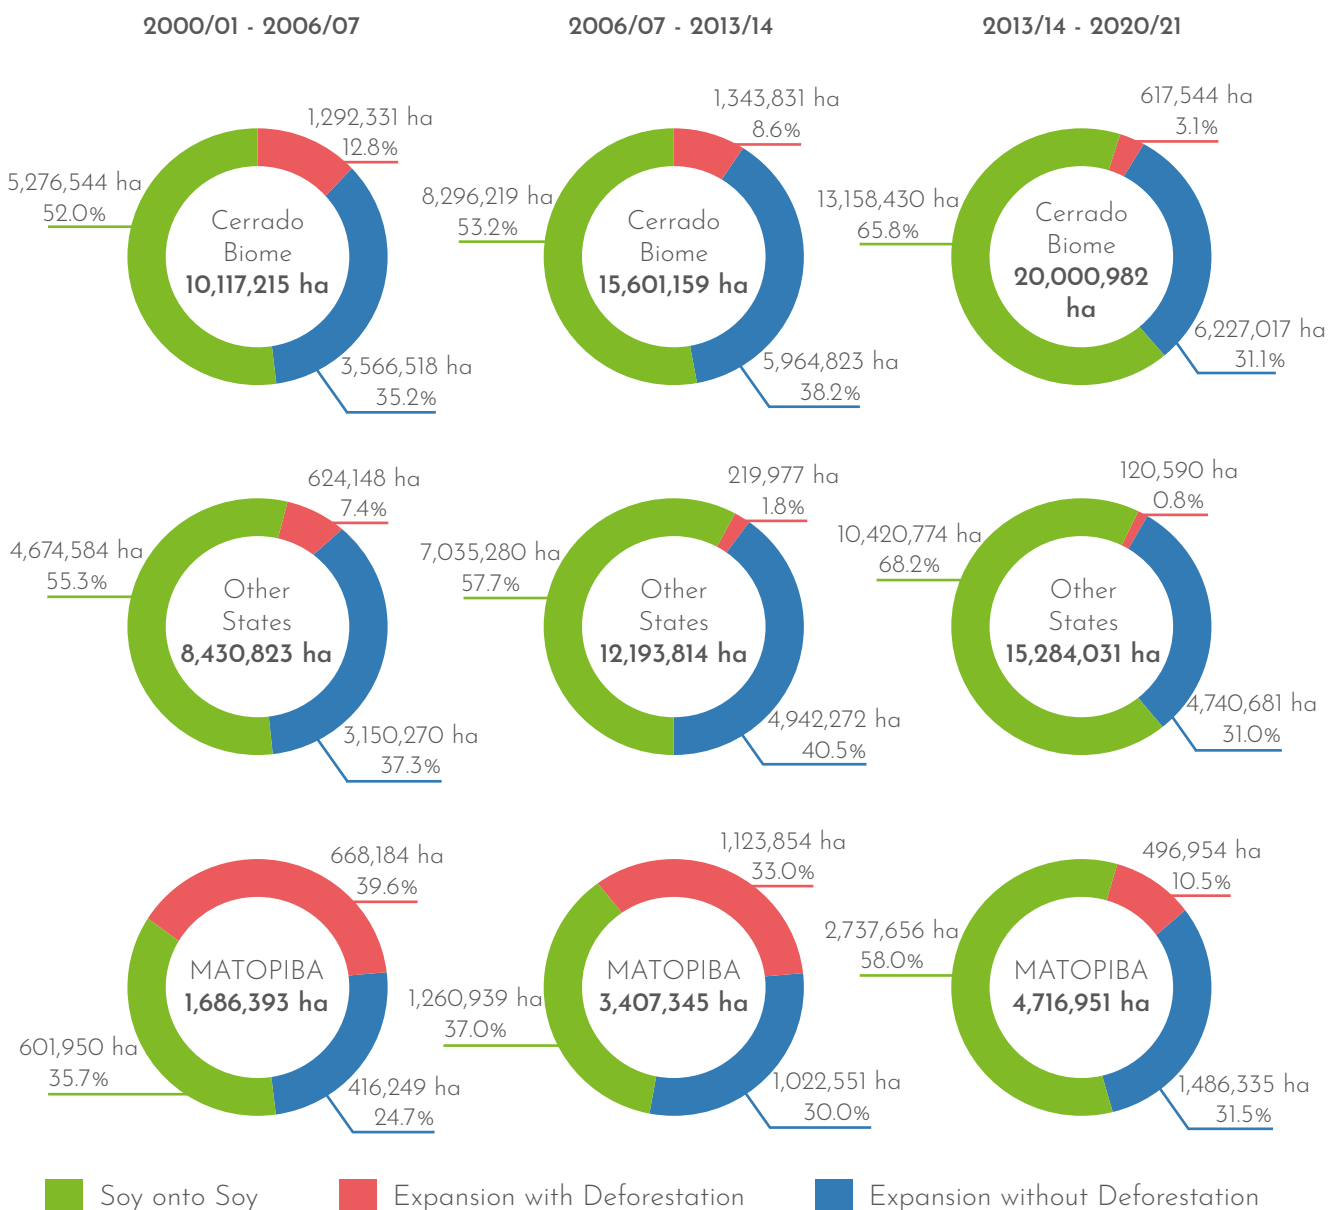 2000/01 - 2006/07
2006/07 - 2013/14
2013/14 - 2020/21
1,292,331 ha
12.8%
5,276,544 ha
52.0%
Cerrado
Biome
10,117,215 ha
3,566,518 ha
35.2%
1,343,831 ha
8.6%
8,296,219 ha
53.2%
Cerrado
Biome
15,601,159 ha
5,964,823 ha
38.2%
617,544 ha
3.1%
13,158,430 ha
65.8%
Cerrado
Biome
20,000,982
ha
6,227,017 ha
31.1%
624,148 ha
7.4%
4,674,584 ha
55.3%
Other
States
8,430,823 ha
3,150,270 ha
37.3%
219,977 ha
1.8%
7,035,280 ha
57.7%
Other
States
12,193,814 ha
4,942,272 ha
40.5%
120,590 ha
0.8%
10,420,774 ha
68.2%
Other
States
15,284,031 ha
4,740,681 ha
31.0%
668,184 ha
39.6%
MATOPIBA
1,686,393 ha
601,950 ha
35.7%
416,249 ha
24.7%
1,123,854 ha
33.0%
MATOPIBA
3,407,345 ha
1,260,939 ha
37.0%
1,022,551 ha
30.0%
496,954 ha
10.5%
2,737,656 ha
58.0%
MATOPIBA
4,716,951 ha
1,486,335 ha
31.5%
Soy onto Soy
Expansion with Deforestation
Expansion without Deforestation